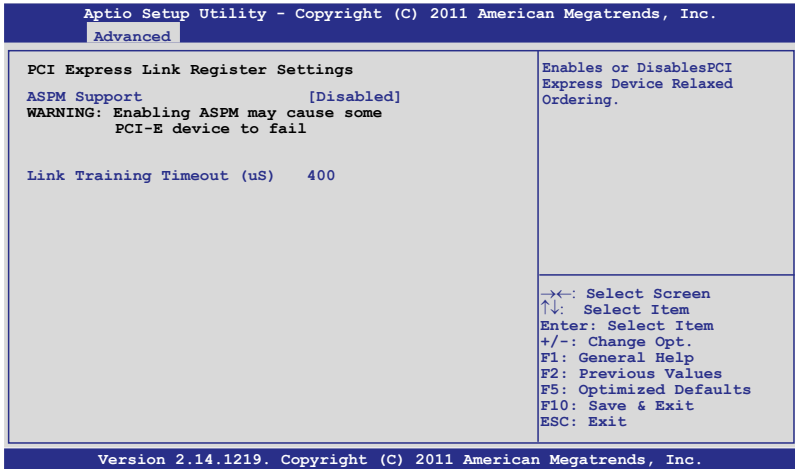 Aptio Setup Utility - Copyright (C) 2011 American Megatrends, Inc.
Advanced
PCI Express Link Register Settings
ASPM Support [Disabled]
WARNING: Enabling ASPM may cause some
PCI-E device to fail
Link Training Timeout (uS) 400
Enables or DisablesPCI
Express Device Relaxed
Ordering.
→←: Select Screen
↑↓: Select Item
Enter: Select Item
+/-: Change Opt.
F1: General Help
F2: Previous Values
F5: Optimized Defaults
F10: Save & Exit
ESC: Exit
Version 2.14.1219. Copyright (C) 2011 American Megatrends, Inc.